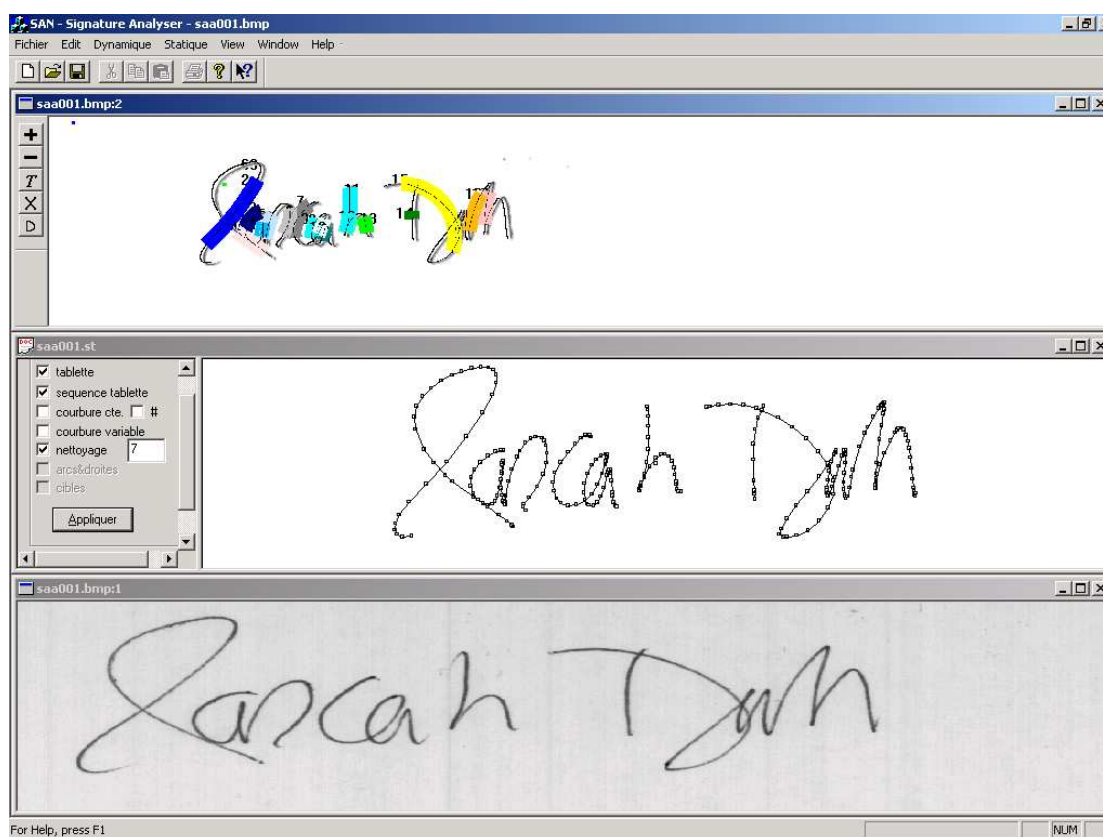 SAN - Signature Analyser - saa001.bmp
Fichier Edit Dynamique Statique View Window Help
saa001.bmp:2
+
−
T
X
D
saa001.st
tablette
sequence tablette
courbure cte. #
courbure variable
nettoyage 7
arcs&droites
cibles
Appliquer
saa001.bmp:1
For Help, press F1 NUM